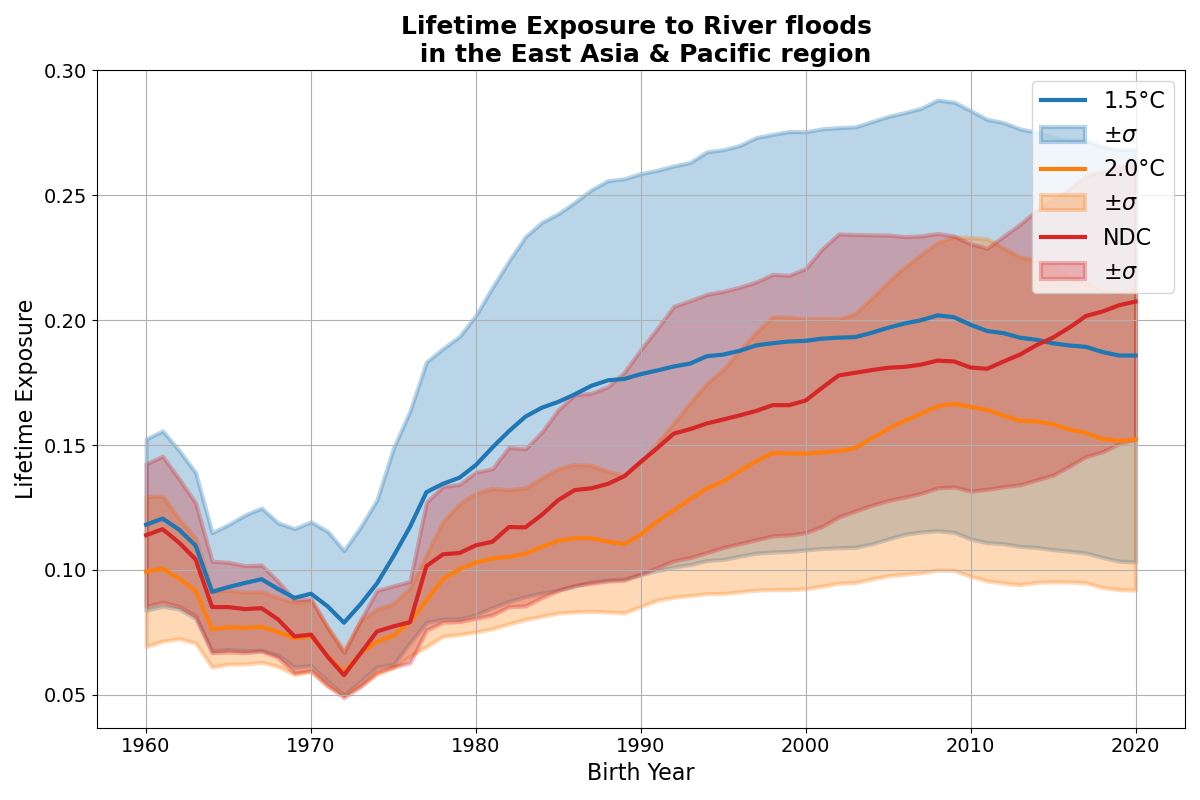 Lifetime Exposure to River floods
in the East Asia & Pacific region
0.30
0.25
0.20
0.15
0.10
0.05
Lifetime Exposure
1960
1970
1980
1990
2000
2010
2020
Birth Year
1.5°C
±σ
2.0°C
±σ
NDC
±σ